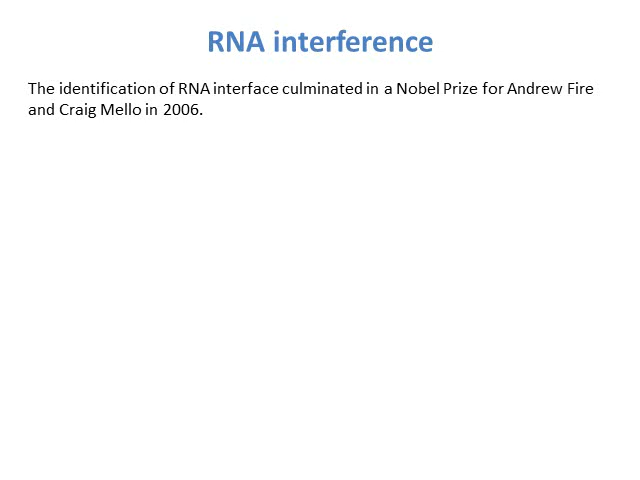 RNA interference
The identification of RNA interface culminated in a Nobel Prize for Andrew Fire
and Craig Mello in 2006.